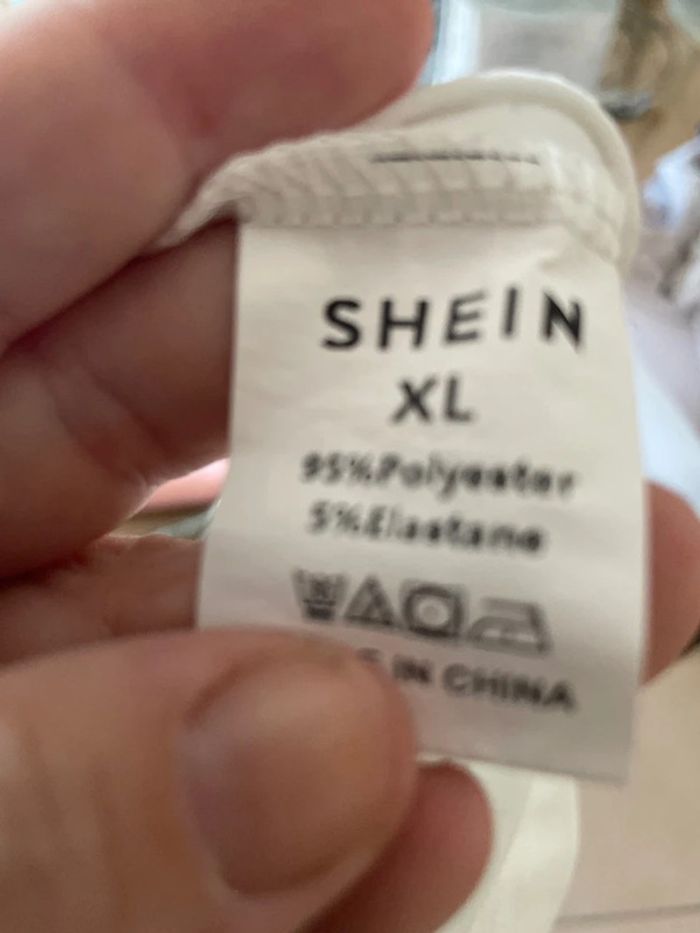 SHEIN
XL
95%Polyester
5%Elastane
IN CHINA